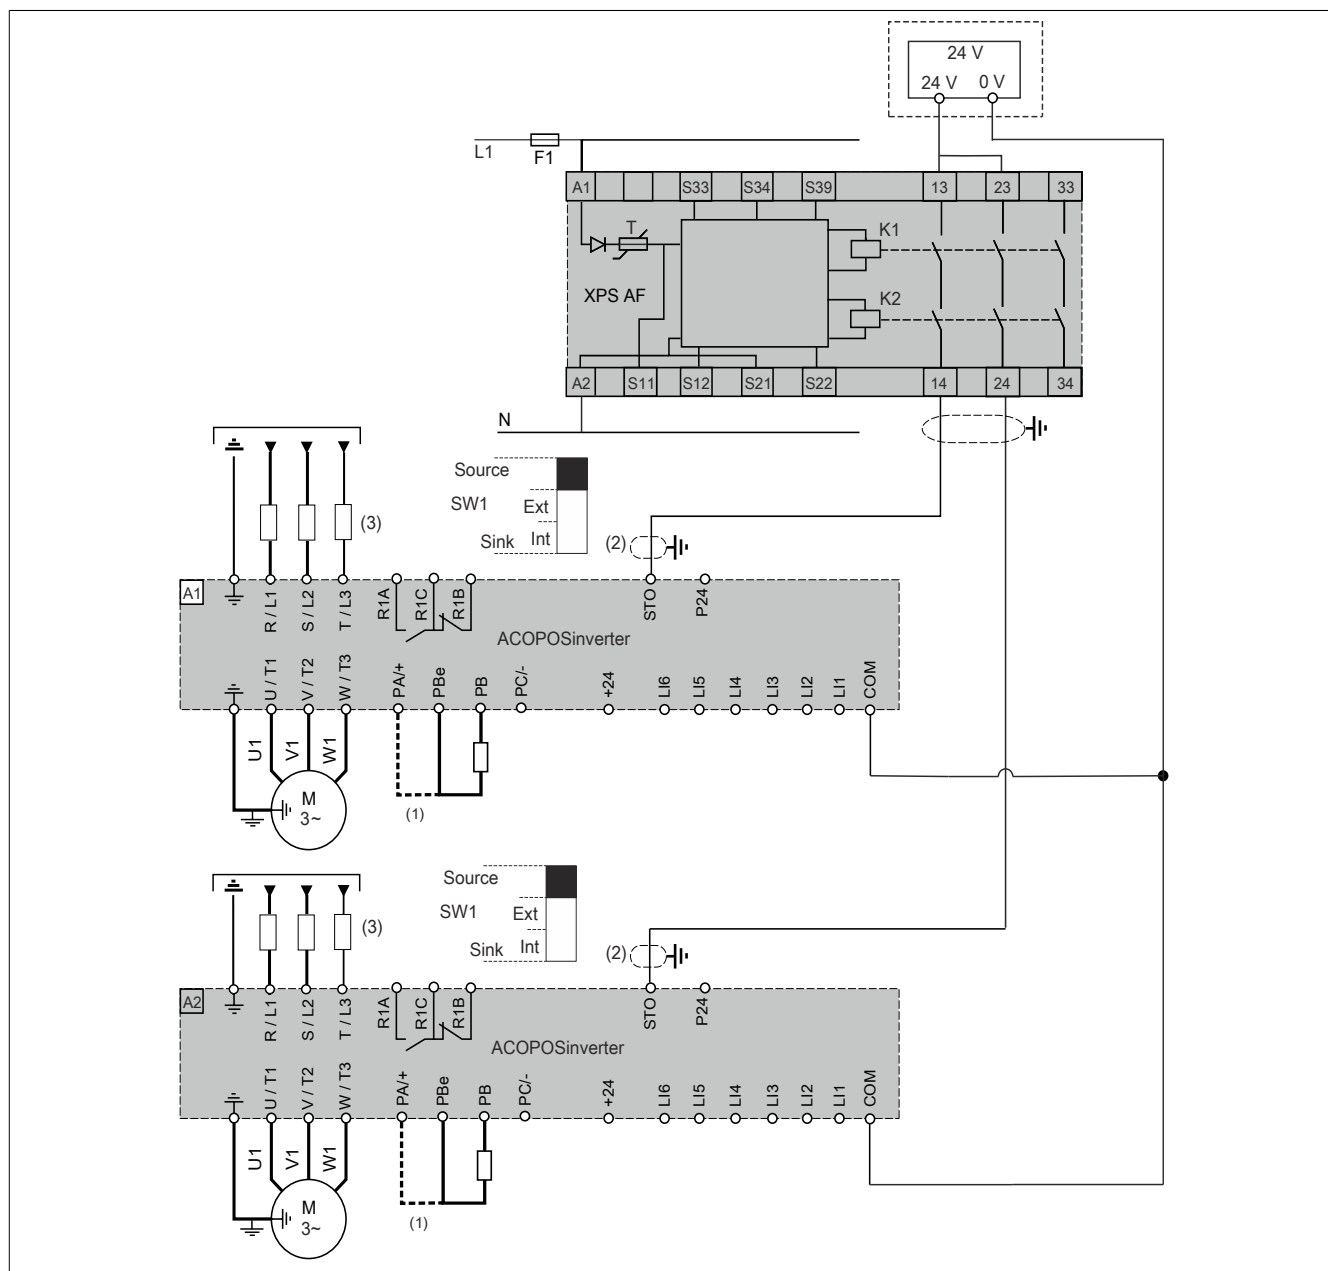 24 V
24 V 0 V
L1
F1
A1 S33 S34 S39 13 23 33
T
K1
XPS AF
K2
A2 S11 S12 S21 S22 14 24 34
N
Source
SW1
Ext
Sink
Int
(3)
(2)
A1
R / L1
S / L2
T / L3
R1A
R1C
R1B
STO
P24
ACOPOSinverter
U / T1
V / T2
W / T3
PA/+
PBe
PB
PC/-
+24
LI6
LI5
LI4
LI3
LI2
LI1
COM
U1
V1
W1
M
3~
(1)
Source
SW1
Ext
Sink
Int
(3)
(2)
A2
R / L1
S / L2
T / L3
R1A
R1C
R1B
STO
P24
ACOPOSinverter
U / T1
V / T2
W / T3
PA/+
PBe
PB
PC/-
+24
LI6
LI5
LI4
LI3
LI2
LI1
COM
U1
V1
W1
M
3~
(1)